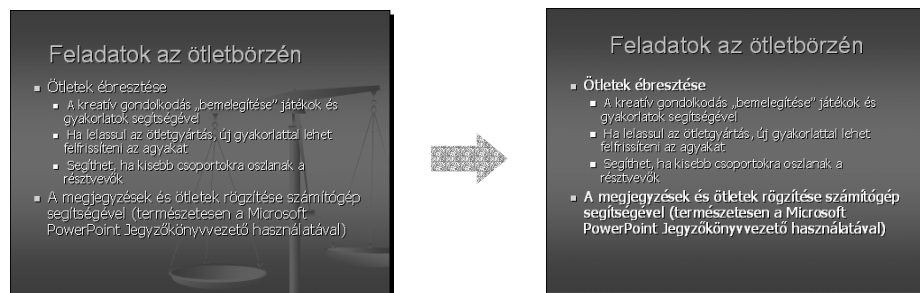 Feladatok az ötletbörzén
Ötletek ébresztése
A kreatív gondolkodás „bemelegítése” játékok és
gyakorlatok segítségével
Ha lelassul az ötletgyártás, új gyakorlattal lehet
felfrissíteni az agyakat
Segíthet, ha kisebb csoportokra oszlanak a
résztvevők
A megjegyzések és ötletek rögzítése számítógép
segítségével (természetesen a Microsoft
PowerPoint Jegyzőkönyvvezető használatával)
Feladatok az ötletbörzén
Ötletek ébresztése
A kreatív gondolkodás „bemelegítése” játékok és
gyakorlatok segítségével
Ha lelassul az ötletgyártás, új gyakorlattal lehet
felfrissíteni az agyakat
Segíthet, ha kisebb csoportokra oszlanak a
résztvevők
A megjegyzések és ötletek rögzítése számítógép
segítségével (természetesen a Microsoft
PowerPoint Jegyzőkönyvvezető használatával)